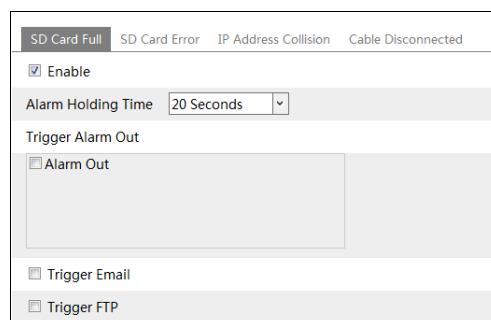 SD Card Full SD Card Error IP Address Collision Cable Disconnected
Enable
Alarm Holding Time 20 Seconds
Trigger Alarm Out
Alarm Out
Trigger Email
Trigger FTP